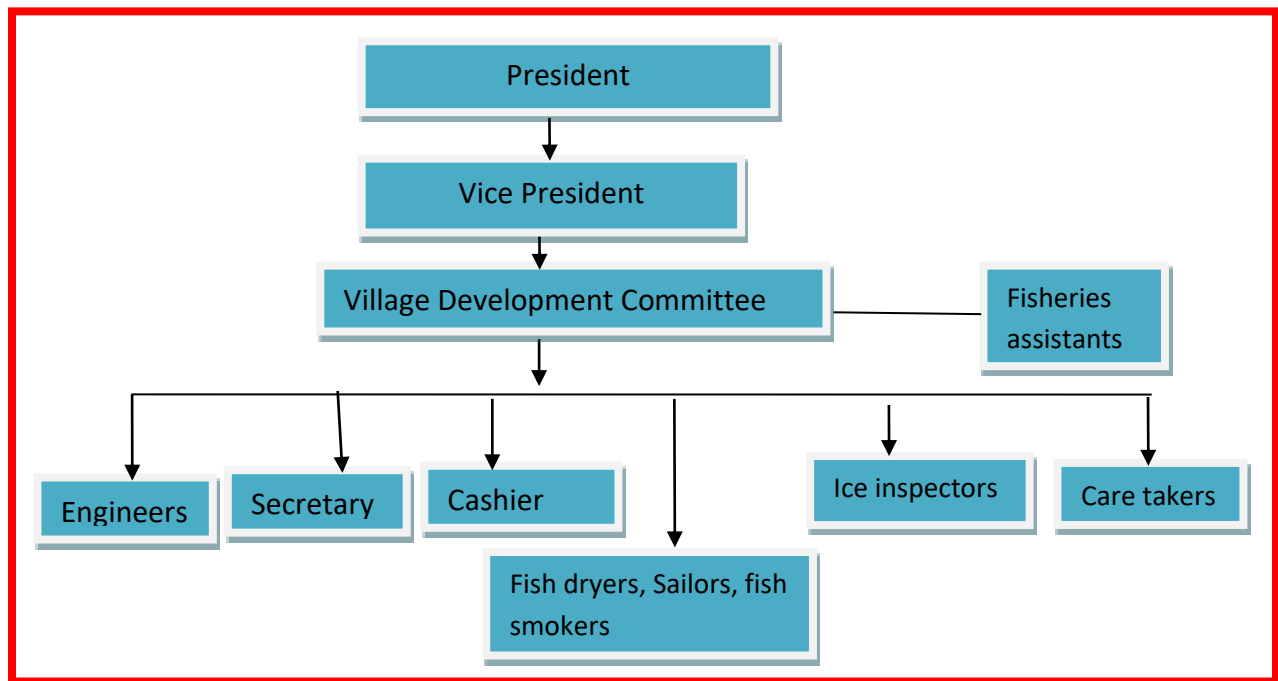 President
Vice President
Village Development Committee
Fisheries
assistants
Engineers
Secretary
Cashier
Ice inspectors
Care takers
Fish dryers, Sailors, fish
smokers